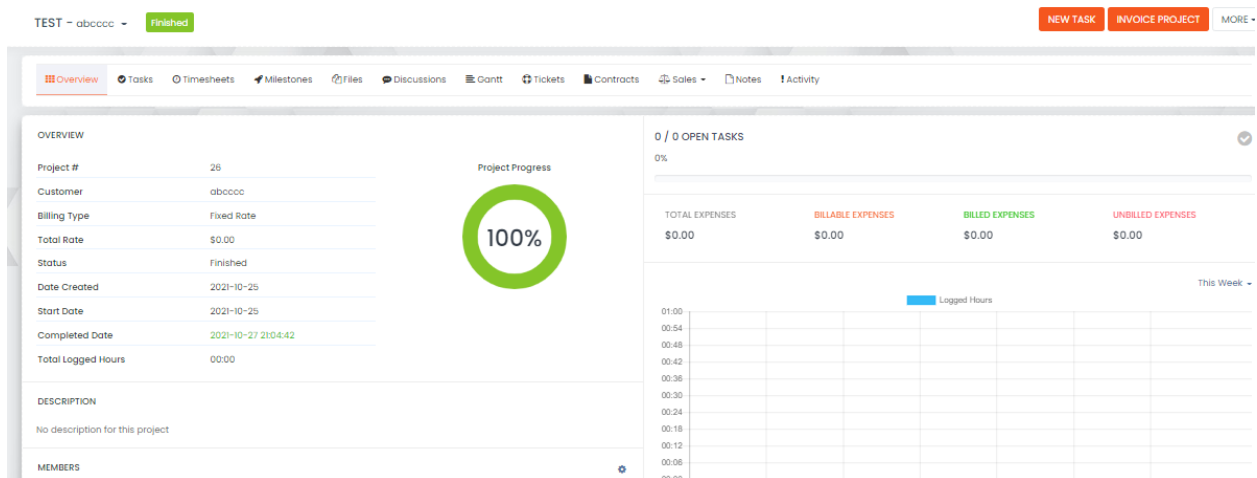 TEST - abcccc
Finished
NEW TASK
INVOICE PROJECT
MORE
Overview
Tasks
Timesheets
Milestones
Files
Discussions
Gantt
Tickets
Contracts
Sales
Notes
Activity
OVERVIEW
Project # 26
Customer abcccc
Billing Type Fixed Rate
Total Rate $0.00
Status Finished
Date Created 2021-10-25
Start Date 2021-10-25
Completed Date 2021-10-27 21:04:42
Total Logged Hours 00:00
Project Progress
100%
DESCRIPTION
No description for this project
MEMBERS
0 / 0 OPEN TASKS
0%
TOTAL EXPENSES
$0.00
BILLABLE EXPENSES
$0.00
BILLED EXPENSES
$0.00
UNBILLED EXPENSES
$0.00
This Week
Logged Hours
01:00
00:54
00:48
00:42
00:36
00:30
00:24
00:18
00:12
00:06